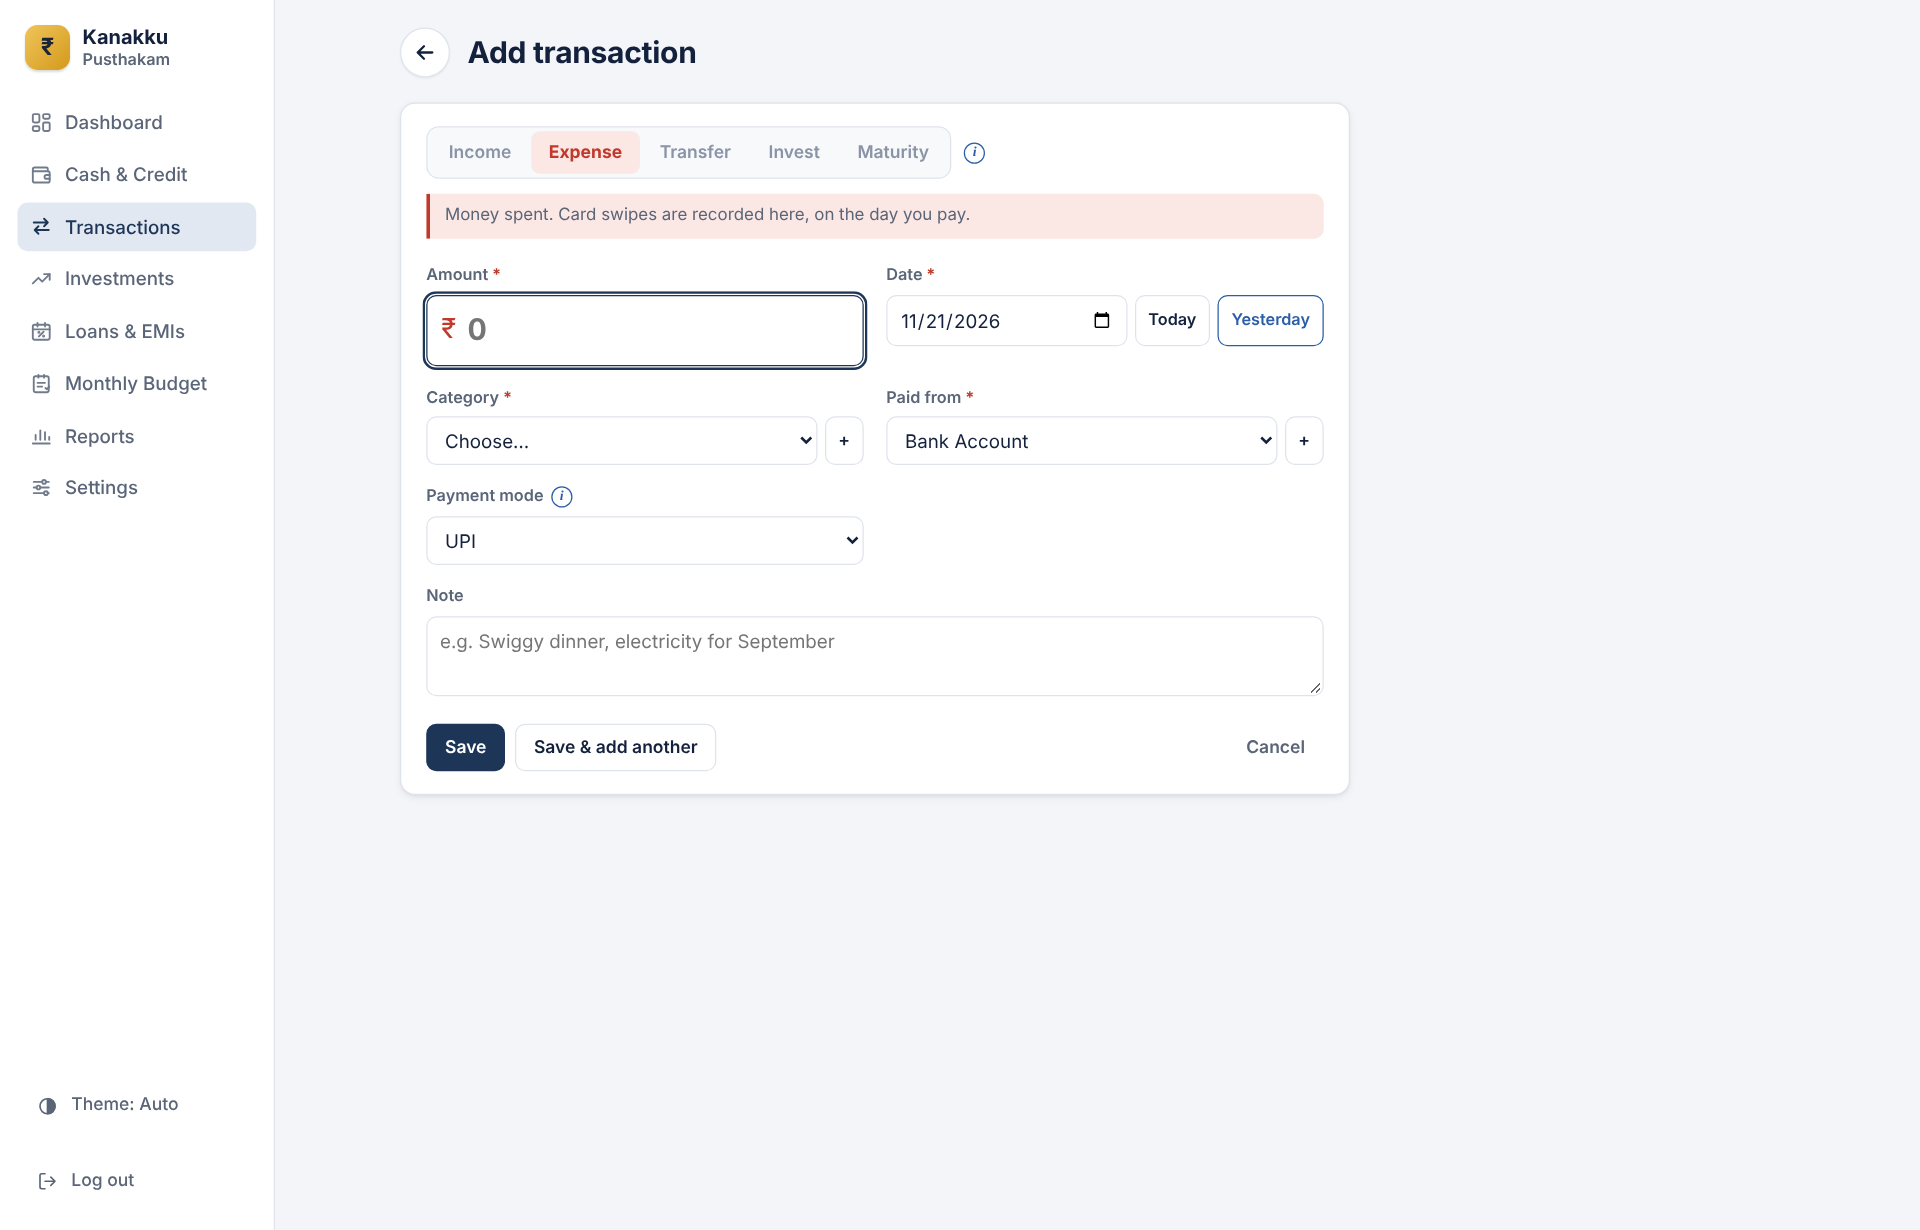 ₹
Kanakku
Pusthakam
Dashboard
Cash & Credit
Transactions
Investments
Loans & EMIs
Monthly Budget
Reports
Settings
Theme: Auto
Log out
Add transaction
Income Expense Transfer Invest Maturity i
Money spent. Card swipes are recorded here, on the day you pay.
Amount * Date *
₹ 0 11/21/2026 Today Yesterday
Category * Paid from *
Choose... + Bank Account +
Payment mode i
UPI
Note
e.g. Swiggy dinner, electricity for September
Save Save & add another Cancel